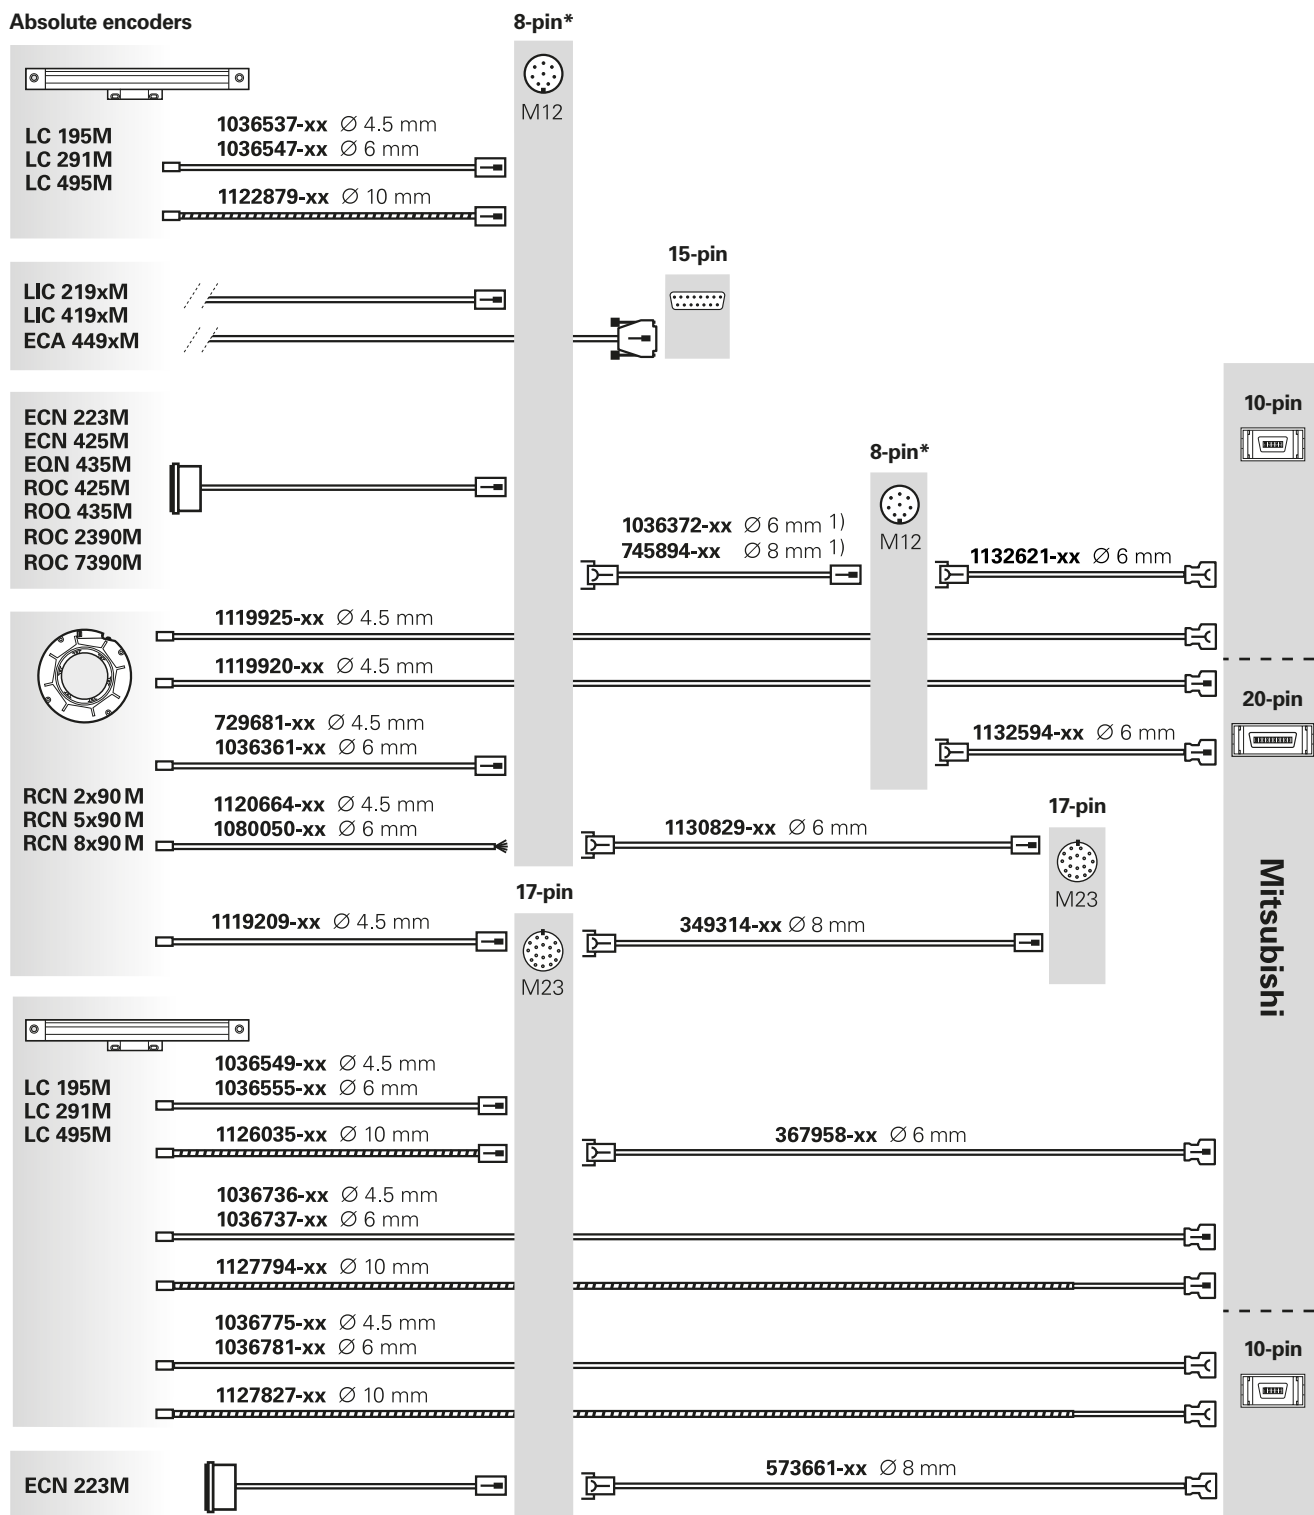 Absolute encoders
8-pin*
M12
LC 195M
LC 291M
LC 495M
1036537-xx Ø 4.5 mm
1036547-xx Ø 6 mm
1122879-xx Ø 10 mm
15-pin
LIC 219xM
LIC 419xM
ECA 449xM
ECN 223M
ECN 425M
EQN 435M
ROC 425M
ROQ 435M
ROC 2390M
ROC 7390M
10-pin
8-pin*
M12
1036372-xx Ø 6 mm 1)
745894-xx Ø 8 mm 1)
1132621-xx Ø 6 mm
1119925-xx Ø 4.5 mm
1119920-xx Ø 4.5 mm
20-pin
729681-xx Ø 4.5 mm
1036361-xx Ø 6 mm
1132594-xx Ø 6 mm
RCN 2x90 M
RCN 5x90 M
RCN 8x90 M
1120664-xx Ø 4.5 mm
1080050-xx Ø 6 mm
1130829-xx Ø 6 mm
17-pin
M23
17-pin
M23
1119209-xx Ø 4.5 mm
349314-xx Ø 8 mm
Mitsubishi
LC 195M
LC 291M
LC 495M
1036549-xx Ø 4.5 mm
1036555-xx Ø 6 mm
1126035-xx Ø 10 mm
367958-xx Ø 6 mm
1036736-xx Ø 4.5 mm
1036737-xx Ø 6 mm
1127794-xx Ø 10 mm
1036775-xx Ø 4.5 mm
1036781-xx Ø 6 mm
10-pin
1127827-xx Ø 10 mm
ECN 223M
573661-xx Ø 8 mm